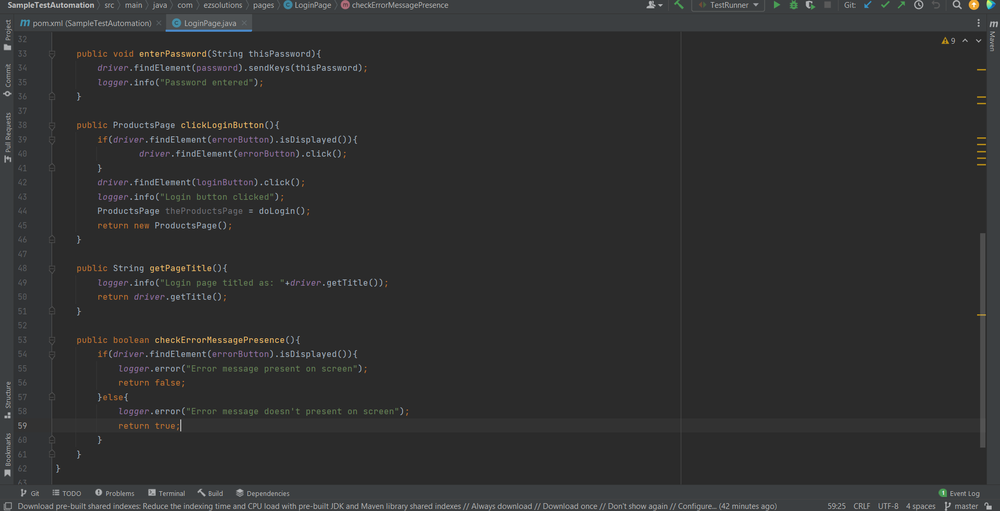 SampleTestAutomation src main java com ezsolutions pages LoginPage checkErrorMessagePresence TestRunner Git:
pom.xml (SampleTestAutomation) LoginPage.java
Project
Commit
Pull Requests
Structure
Bookmarks
Maven
9
32
33 public void enterPassword(String thisPassword){
34 driver.findElement(password).sendKeys(thisPassword);
35 logger.info("Password entered");
36 }
37
38 public ProductsPage clickLoginButton(){
39 if(driver.findElement(errorButton).isDisplayed()){
40 driver.findElement(errorButton).click();
41 }
42 driver.findElement(loginButton).click();
43 logger.info("Login button clicked");
44 ProductsPage theProductsPage = doLogin();
45 return new ProductsPage();
46 }
47
48 public String getPageTitle(){
49 logger.info("Login page titled as: "+driver.getTitle());
50 return driver.getTitle();
51 }
52
53 public boolean checkErrorMessagePresence(){
54 if(driver.findElement(errorButton).isDisplayed()){
55 logger.error("Error message present on screen");
56 return false;
57 }else{
58 logger.error("Error message doesn't present on screen");
59 return true;
60 }
61 }
62 }
63
Git TODO Problems Terminal Build Dependencies 1 Event Log
Download pre-built shared indexes: Reduce the indexing time and CPU load with pre-built JDK and Maven library shared indexes // Always download // Download once // Don't show again // Configure... (42 minutes ago) 59:25 CRLF UTF-8 4 spaces master